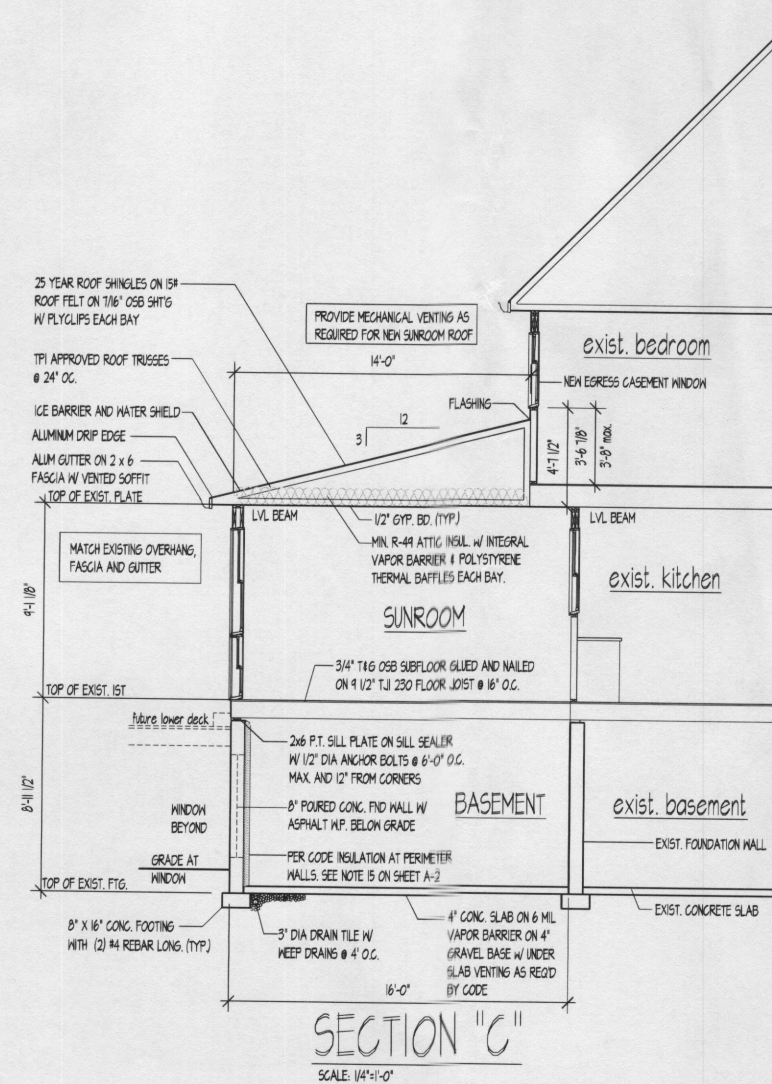 25 YEAR ROOF SHINGLES ON 15#
ROOF FELT ON 7/16" OSB SHT'G
W/ PLYCLIPS EACH BAY
PROVIDE MECHANICAL VENTING AS
REQUIRED FOR NEW SUNROOM ROOF
14'-0"
exist. bedroom
NEW EGRESS CASEMENT WINDOW
TPI APPROVED ROOF TRUSSES
@ 24" OC.
ICE BARRIER AND WATER SHIELD
ALUMINUM DRIP EDGE
ALUM GUTTER ON 2 x 6
FASCIA W/ VENTED SOFFIT
TOP OF EXIST. PLATE
FLASHING
12
3
4'-7 1/2"
3'-6 7/8"
3'-8" max.
LVL BEAM
1/2" GYP. BD. (TYP.)
LVL BEAM
MIN. R-49 ATTIC INSUL. W/ INTEGRAL
VAPOR BARRIER & POLYSTYRENE
THERMAL BAFFLES EACH BAY.
MATCH EXISTING OVERHANG,
FASCIA AND GUTTER
9'-1 1/8"
SUNROOM
exist. kitchen
3/4" T&G OSB SUBFLOOR GLUED AND NAILED
ON 9 1/2" TJI 230 FLOOR JOIST @ 16" O.C.
TOP OF EXIST. 1ST
future lower deck
2x6 P.T. SILL PLATE ON SILL SEALER
W/ 1/2" DIA ANCHOR BOLTS @ 6'-0" O.C.
MAX. AND 12" FROM CORNERS
8'-11 1/2"
WINDOW
BEYOND
8" POURED CONC. FND WALL W/
ASPHALT W.P. BELOW GRADE
BASEMENT
exist. basement
EXIST. FOUNDATION WALL
GRADE AT
WINDOW
PER CODE INSULATION AT PERIMETER
WALLS. SEE NOTE 15 ON SHEET A-2
TOP OF EXIST. FTG.
EXIST. CONCRETE SLAB
8" X 16" CONC. FOOTING
WITH (2) #4 REBAR LONG. (TYP.)
3" DIA DRAIN TILE W/
WEEP DRAINS @ 4' O.C.
4" CONC. SLAB ON 6 MIL
VAPOR BARRIER ON 4"
GRAVEL BASE W/ UNDER
SLAB VENTING AS REQ'D
BY CODE
16'-0"
SECTION "C"
SCALE: 1/4"=1'-0"